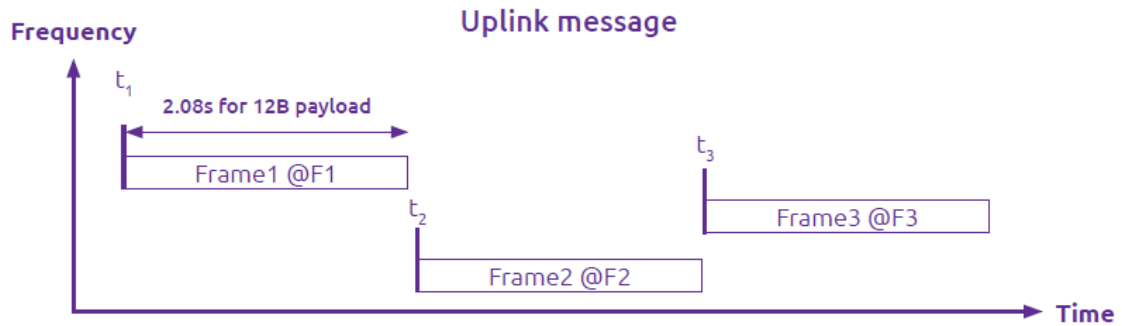 Uplink message
Frequency
t₁
2.08s for 12B payload
Frame1 @F1
t₂
Frame2 @F2
t₃
Frame3 @F3
Time